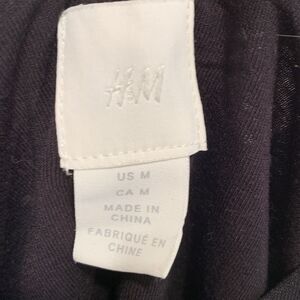 H&M
US M
CA M
MADE IN
CHINA
FABRIQUÉ EN
CHINE